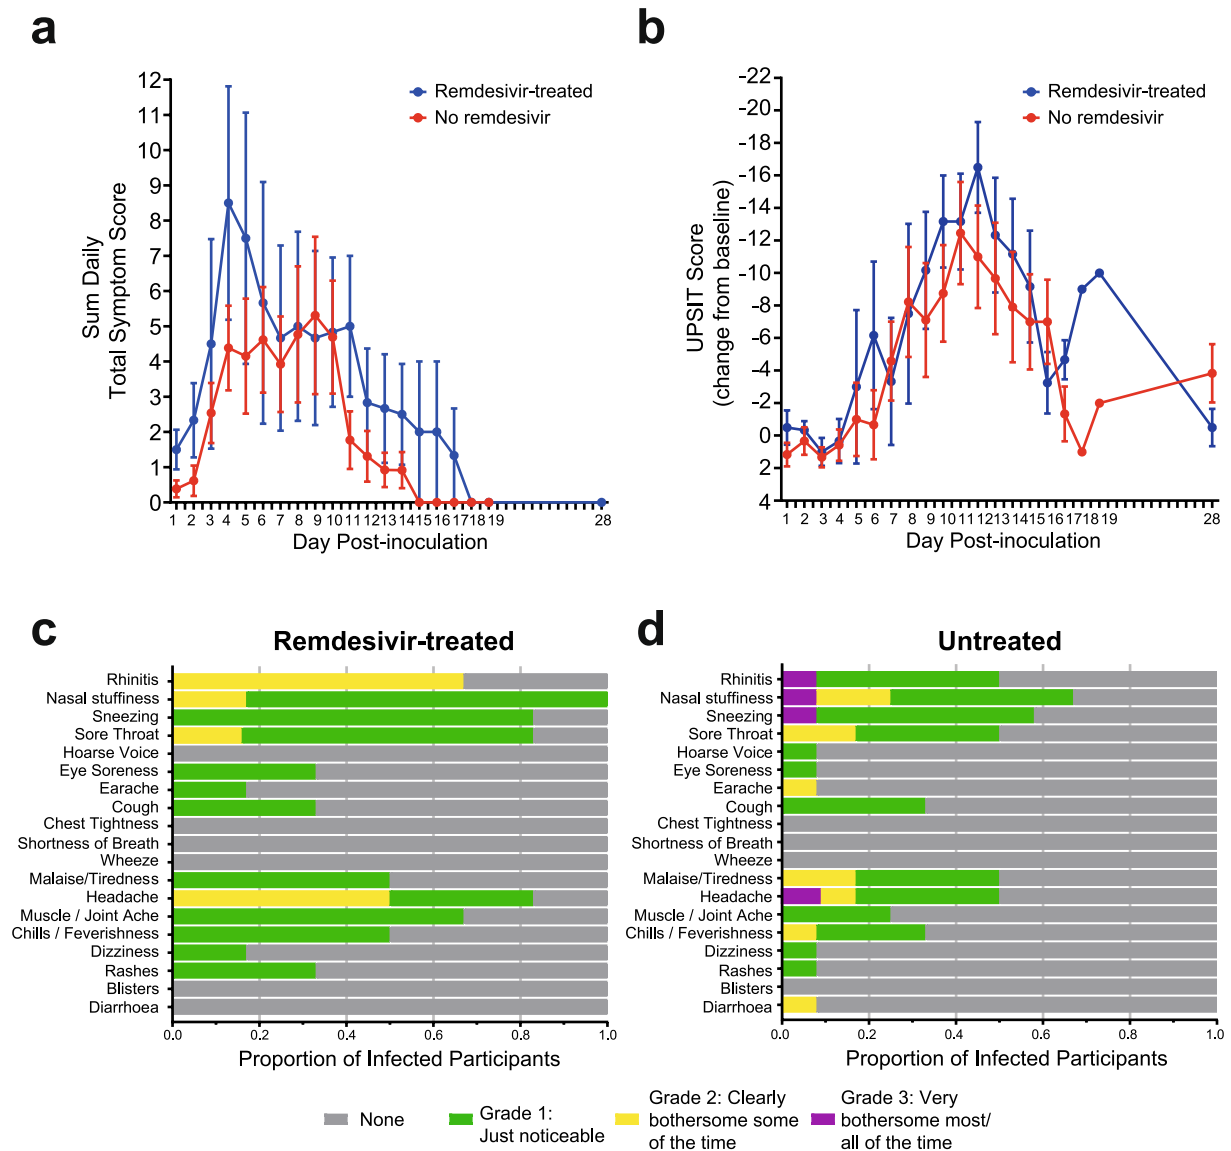 a
12
11
10
9
8
7
6
5
4
3
2
1
0
Sum Daily
Total Symptom Score
Remdesivir-treated
No remdesivir
1 2 3 4 5 6 7 8 9 10 11 12 13 14 15 16 17 18 19 28
Day Post-inoculation
b
-22
-20
-18
-16
-14
-12
-10
-8
-6
-4
-2
0
2
4
UPSIT Score
(change from baseline)
Remdesivir-treated
No remdesivir
1 2 3 4 5 6 7 8 9 10 11 12 13 14 15 16 17 18 19 28
Day Post-inoculation
c
Remdesivir-treated
Rhinitis
Nasal stuffiness
Sneezing
Sore Throat
Hoarse Voice
Eye Soreness
Earache
Cough
Chest Tightness
Shortness of Breath
Wheeze
Malaise/Tiredness
Headache
Muscle / Joint Ache
Chills / Feverishness
Dizziness
Rashes
Blisters
Diarrhoea
0.0 0.2 0.4 0.6 0.8 1.0
Proportion of Infected Participants
d
Untreated
Rhinitis
Nasal stuffiness
Sneezing
Sore Throat
Hoarse Voice
Eye Soreness
Earache
Cough
Chest Tightness
Shortness of Breath
Wheeze
Malaise/Tiredness
Headache
Muscle / Joint Ache
Chills / Feverishness
Dizziness
Rashes
Blisters
Diarrhoea
0.0 0.2 0.4 0.6 0.8 1.0
Proportion of Infected Participants
None
Grade 1:
Just noticeable
Grade 2: Clearly
bothersome some
of the time
Grade 3: Very
bothersome most/
all of the time